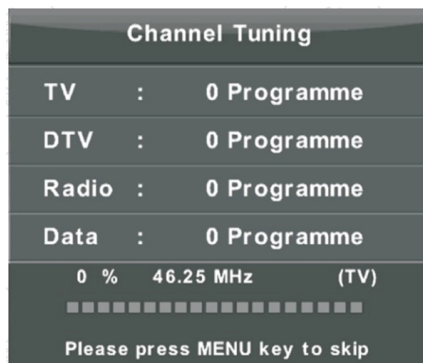 Channel Tuning
TV : 0 Programme
DTV : 0 Programme
Radio : 0 Programme
Data : 0 Programme
0 % 46.25 MHz (TV)
Please press MENU key to skip